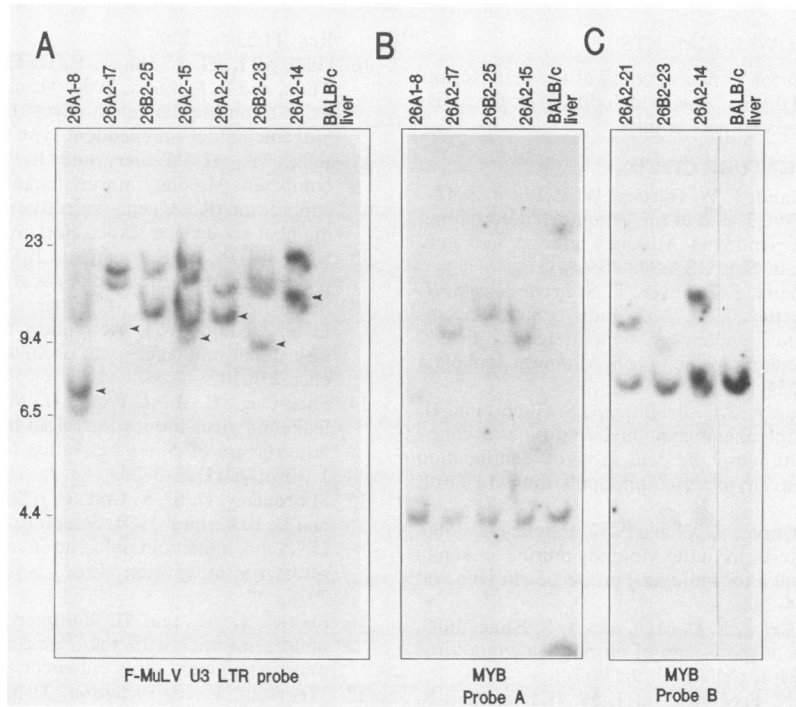 A
26A1-8
26A2-17
26B2-25
26A2-15
26A2-21
26B2-23
26A2-14
BALB/c liver
23
9.4
6.5
4.4
F-MuLV U3 LTR probe
B
26A1-8
26A2-17
26B2-25
26A2-15
BALB/c liver
MYB
Probe A
C
26A2-21
26B2-23
26A2-14
BALB/c liver
MYB
Probe B